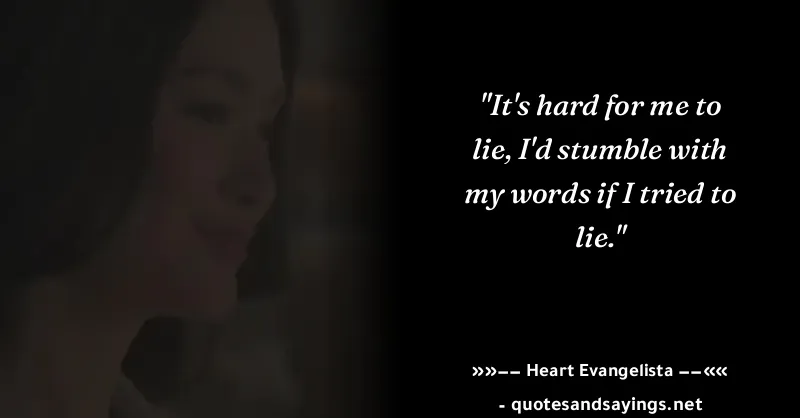 "It's hard for me to
lie, I'd stumble with
my words if I tried to
lie."
»»−− Heart Evangelista −−««
- quotesandsayings.net